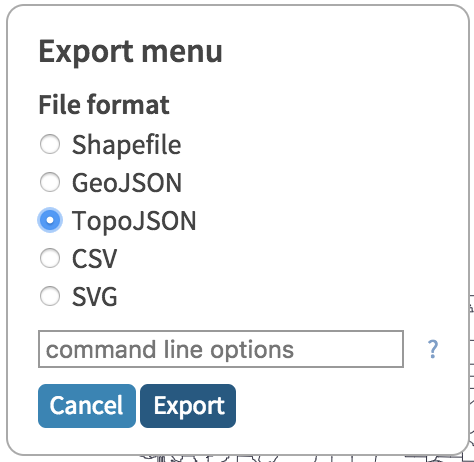 Export menu
File format
Shapefile
GeoJSON
TopoJSON
CSV
SVG
command line options ?
Cancel Export